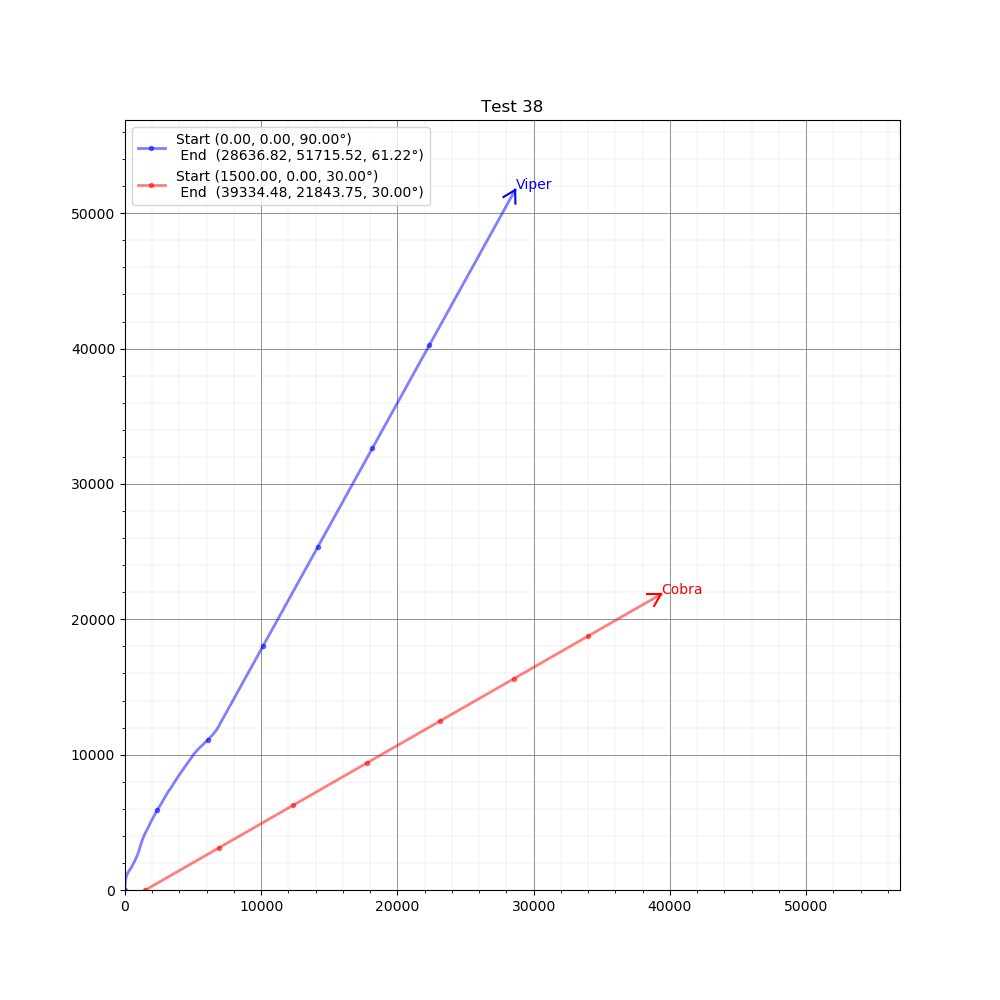 Test 38
Start (0.00, 0.00, 90.00°)
End (28636.82, 51715.52, 61.22°)
Start (1500.00, 0.00, 30.00°)
End (39334.48, 21843.75, 30.00°)
Viper
Cobra
50000
40000
30000
20000
10000
0
0 10000 20000 30000 40000 50000